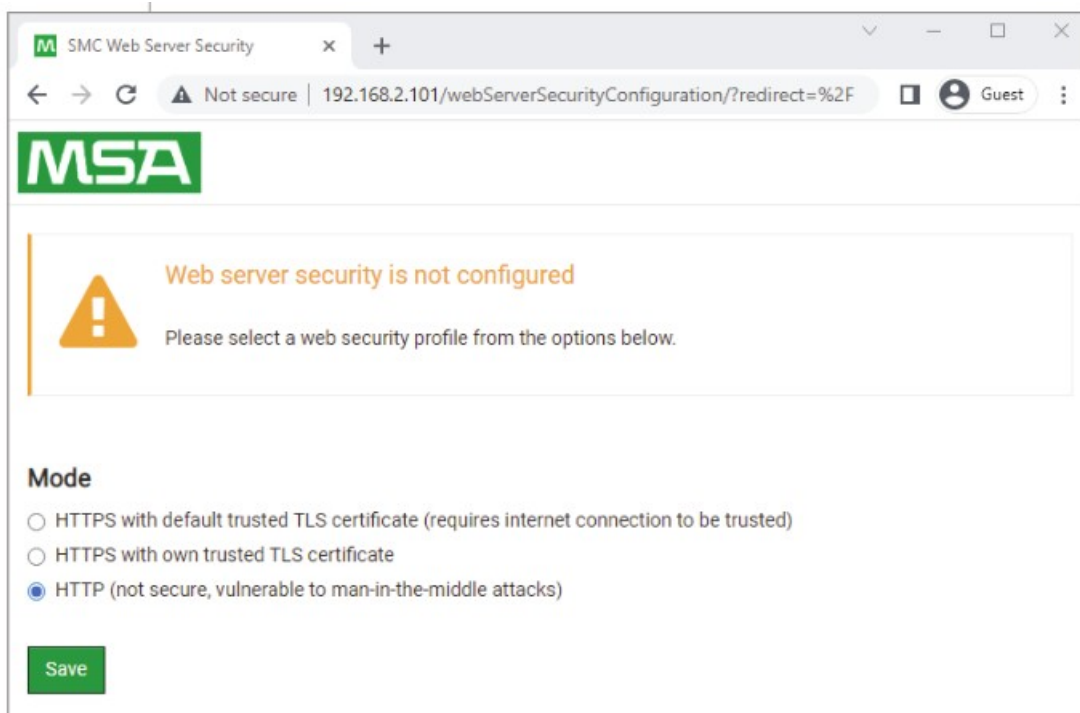 SMC Web Server Security
Not secure | 192.168.2.101/webServerSecurityConfiguration/?redirect=%2F
Guest
MSA
Web server security is not configured
Please select a web security profile from the options below.
Mode
HTTPS with default trusted TLS certificate (requires internet connection to be trusted)
HTTPS with own trusted TLS certificate
HTTP (not secure, vulnerable to man-in-the-middle attacks)
Save